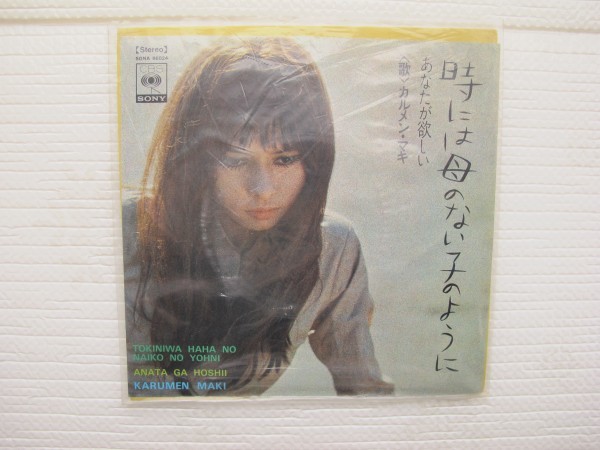 [Stereo]
CBS
SONY
時には母のない子のように
あなたが欲しい
歌・カルメン・マキ
TOKINIWA HAHA NO
NAIKO NO YOHNI
ANATA GA HOSHII
KARUMEN MAKI